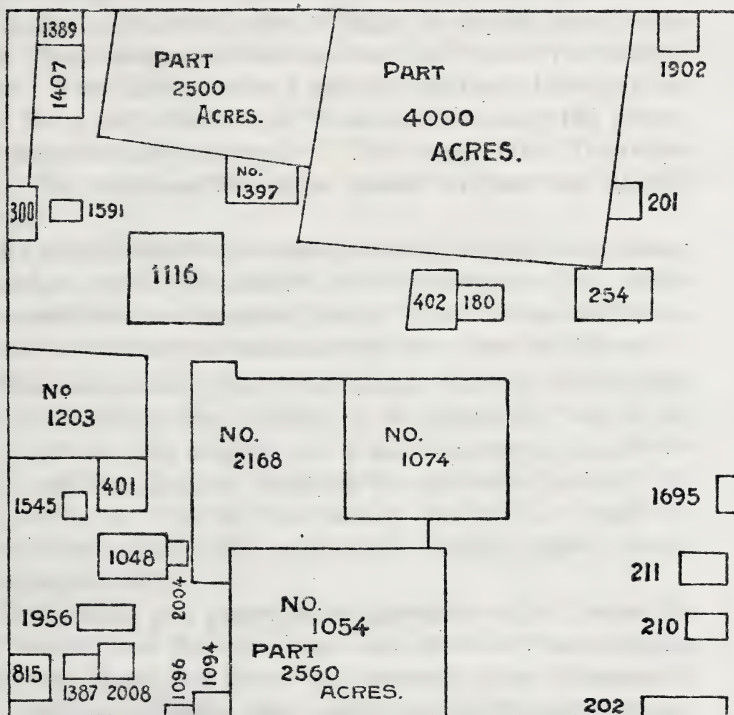 1389
1407
PART
2500
ACRES.
PART
4000
ACRES.
1902
No.
1397
300
1591
201
1116
402
180
254
No
1203
NO.
2168
NO.
1074
401
1545
1695
1048
2004
211
1956
NO.
1054
210
PART
2560
ACRES.
815
1387
2008
1096
1094
202